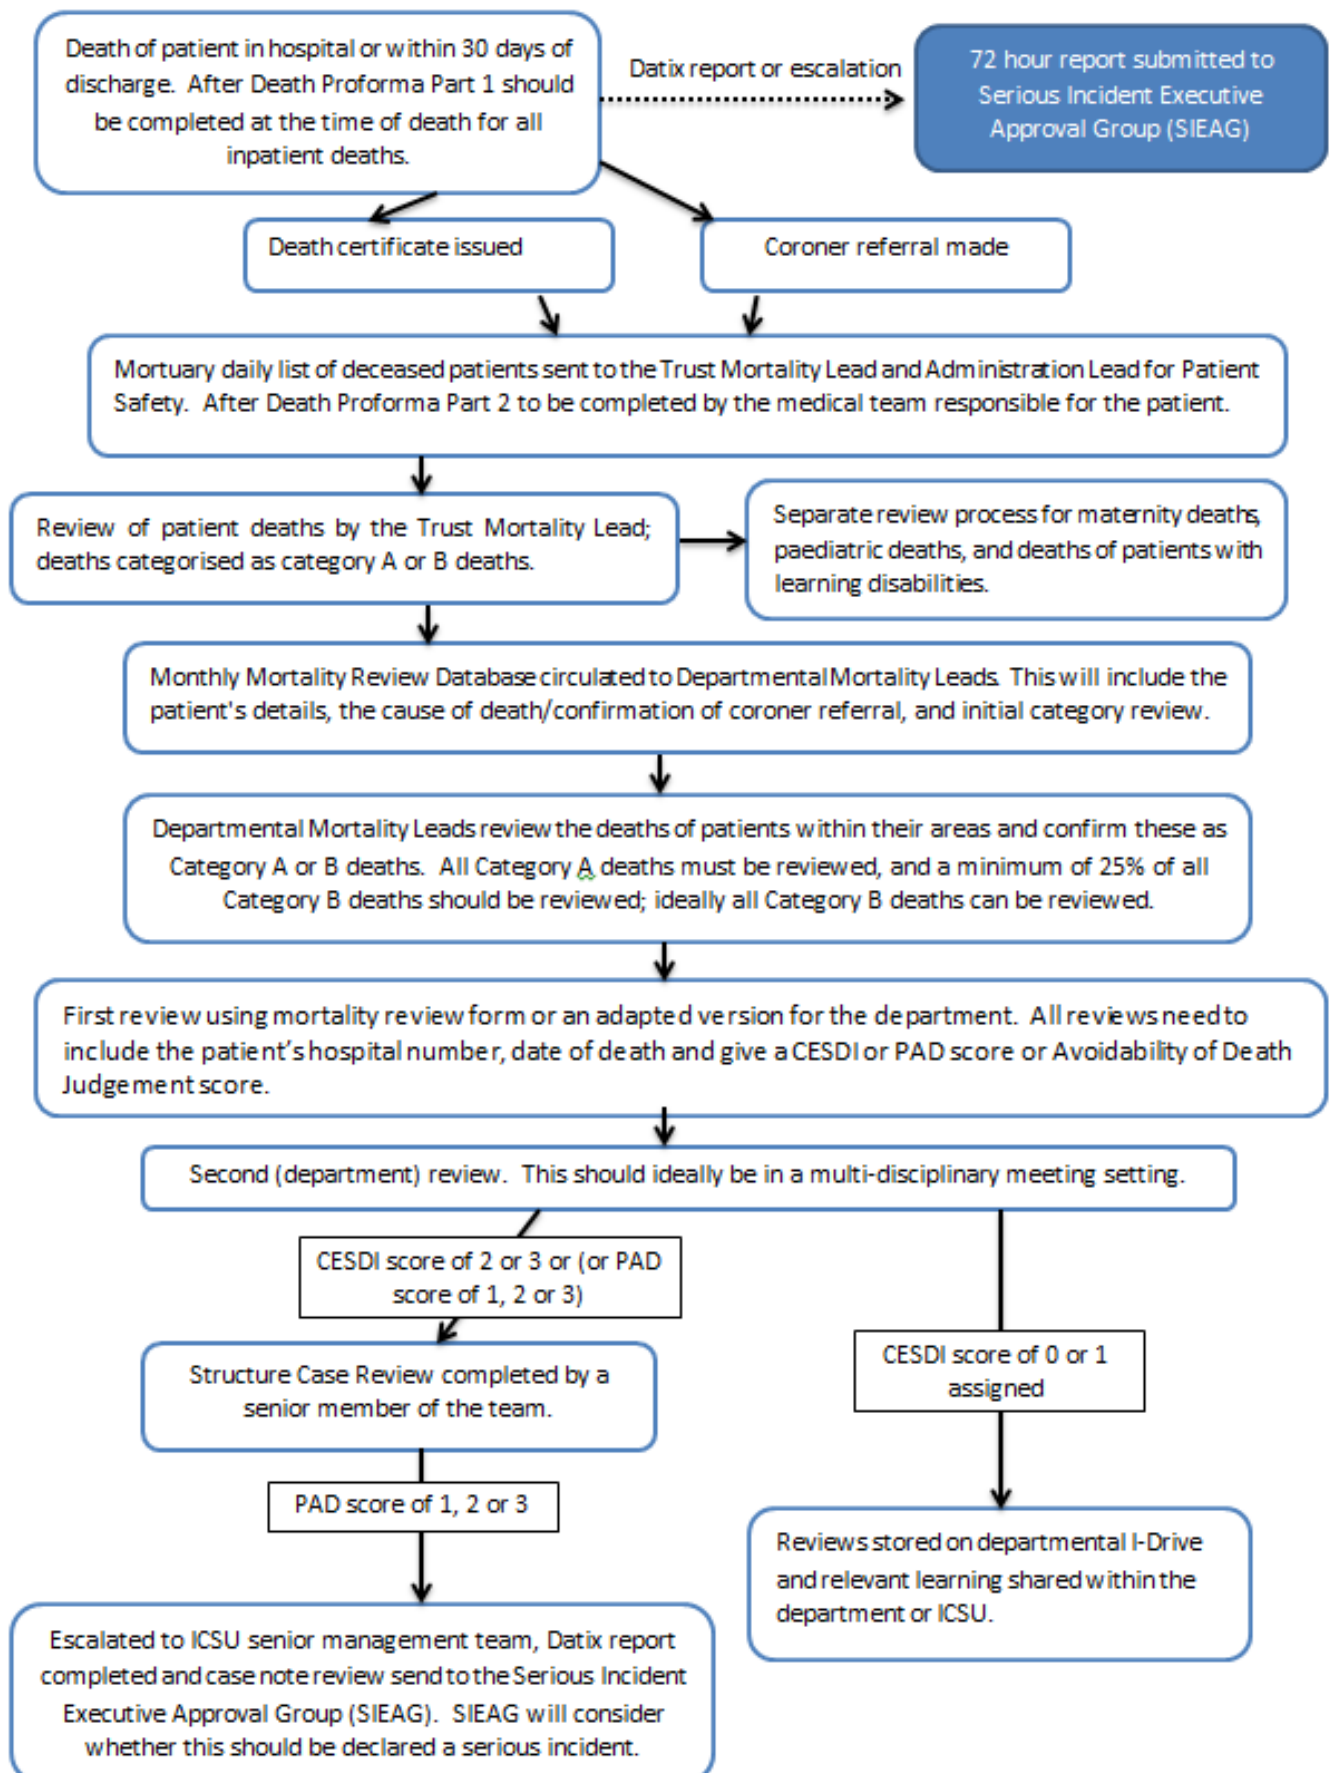 Death of patient in hospital or within 30 days of
discharge. After Death Proforma Part 1 should
be completed at the time of death for all
inpatient deaths.
Datix report or escalation
72 hour report submitted to
Serious Incident Executive
Approval Group (SIEAG)
Death certificate issued
Coroner referral made
Mortuary daily list of deceased patients sent to the Trust Mortality Lead and Administration Lead for Patient
Safety. After Death Proforma Part 2 to be completed by the medical team responsible for the patient.
Review of patient deaths by the Trust Mortality Lead;
deaths categorised as category A or B deaths.
Separate review process for maternity deaths,
paediatric deaths, and deaths of patients with
learning disabilities.
Monthly Mortality Review Database circulated to Departmental Mortality Leads. This will include the
patient's details, the cause of death/confirmation of coroner referral, and initial category review.
Departmental Mortality Leads review the deaths of patients within their areas and confirm these as
Category A or B deaths. All Category A deaths must be reviewed, and a minimum of 25% of all
Category B deaths should be reviewed; ideally all Category B deaths can be reviewed.
First review using mortality review form or an adapted version for the department. All reviews need to
include the patient’s hospital number, date of death and give a CESDI or PAD score or Avoidability of Death
Judgement score.
Second (department) review. This should ideally be in a multi-disciplinary meeting setting.
CESDI score of 2 or 3 or (or PAD
score of 1, 2 or 3)
CESDI score of 0 or 1
assigned
Structure Case Review completed by a
senior member of the team.
PAD score of 1, 2 or 3
Reviews stored on departmental I-Drive
and relevant learning shared within the
department or ICSU.
Escalated to ICSU senior management team, Datix report
completed and case note review send to the Serious Incident
Executive Approval Group (SIEAG). SIEAG will consider
whether this should be declared a serious incident.